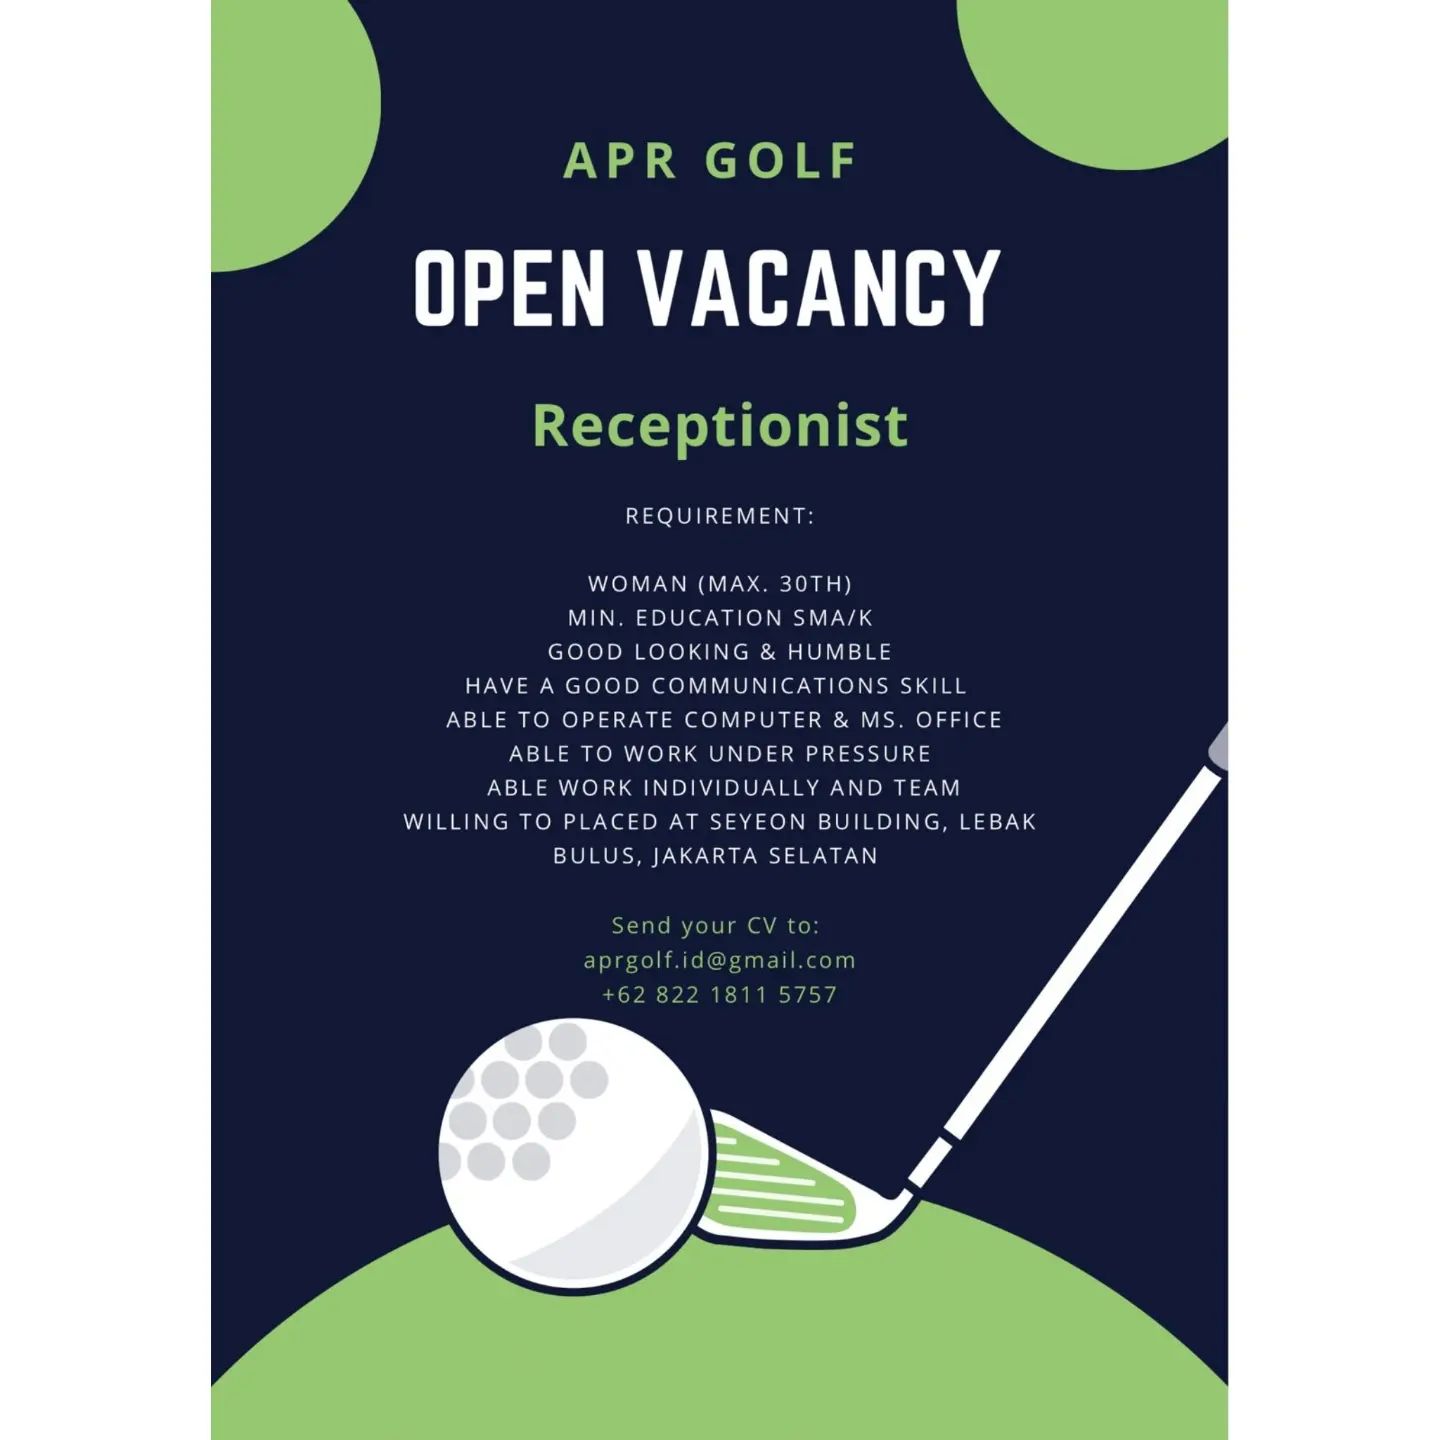 APR GOLF
OPEN VACANCY
Receptionist
REQUIREMENT:
WOMAN (MAX. 30TH)
MIN. EDUCATION SMA/K
GOOD LOOKING & HUMBLE
HAVE A GOOD COMMUNICATIONS SKILL
ABLE TO OPERATE COMPUTER & MS. OFFICE
ABLE TO WORK UNDER PRESSURE
ABLE WORK INDIVIDUALLY AND TEAM
WILLING TO PLACED AT SEYEON BUILDING, LEBAK
BULUS, JAKARTA SELATAN
Send your CV to:
aprgolf.id@gmail.com
+62 822 1811 5757